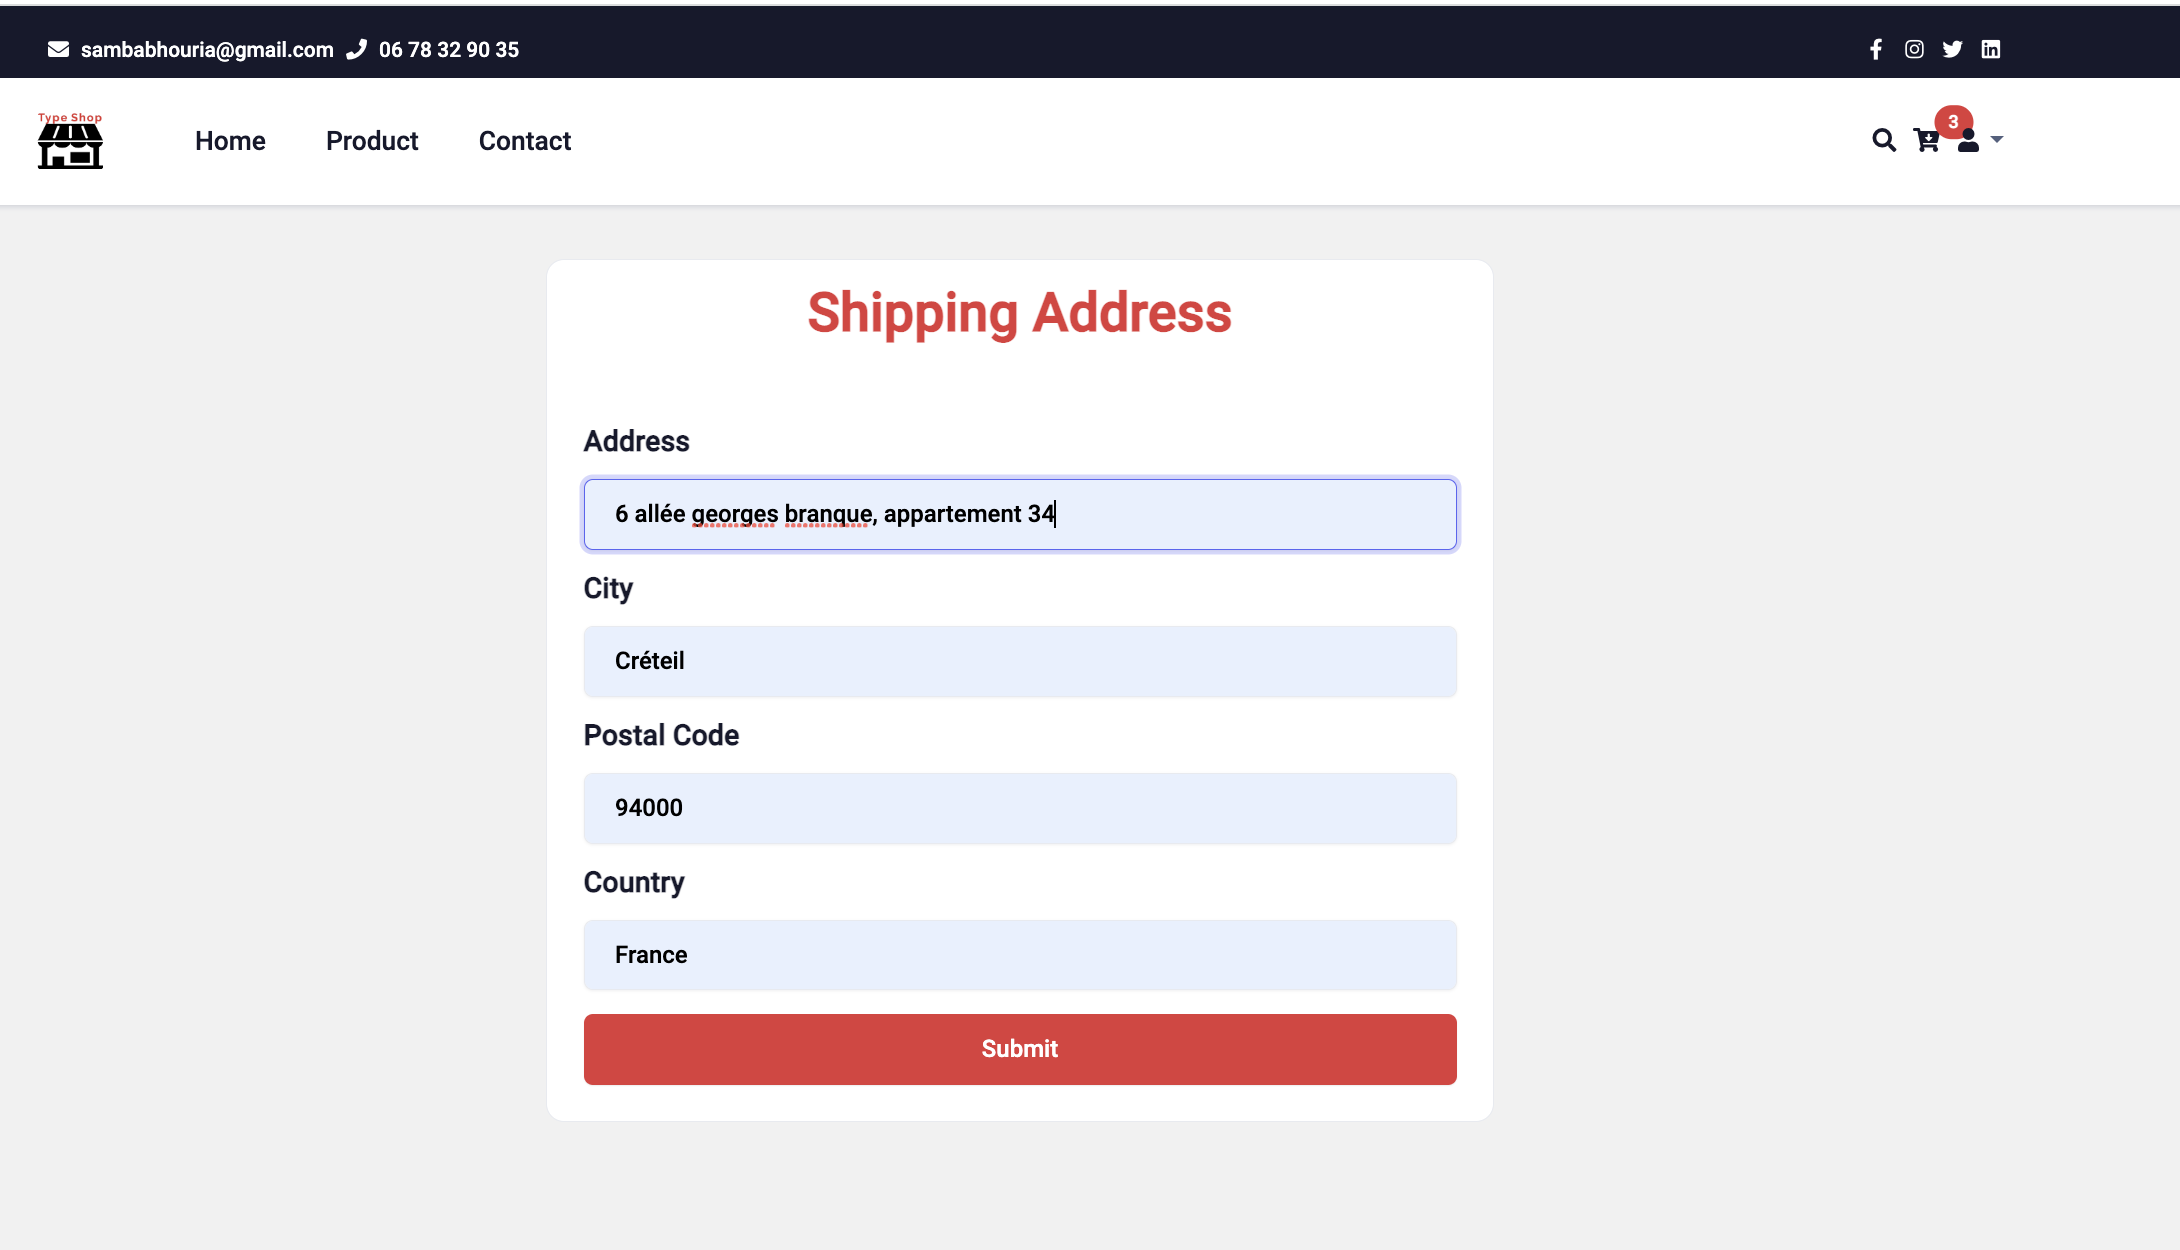 sambabhouria@gmail.com 06 78 32 90 35
Type Shop
Home Product Contact
3
Shipping Address
Address
6 allée georges branque, appartement 34
City
Créteil
Postal Code
94000
Country
France
Submit